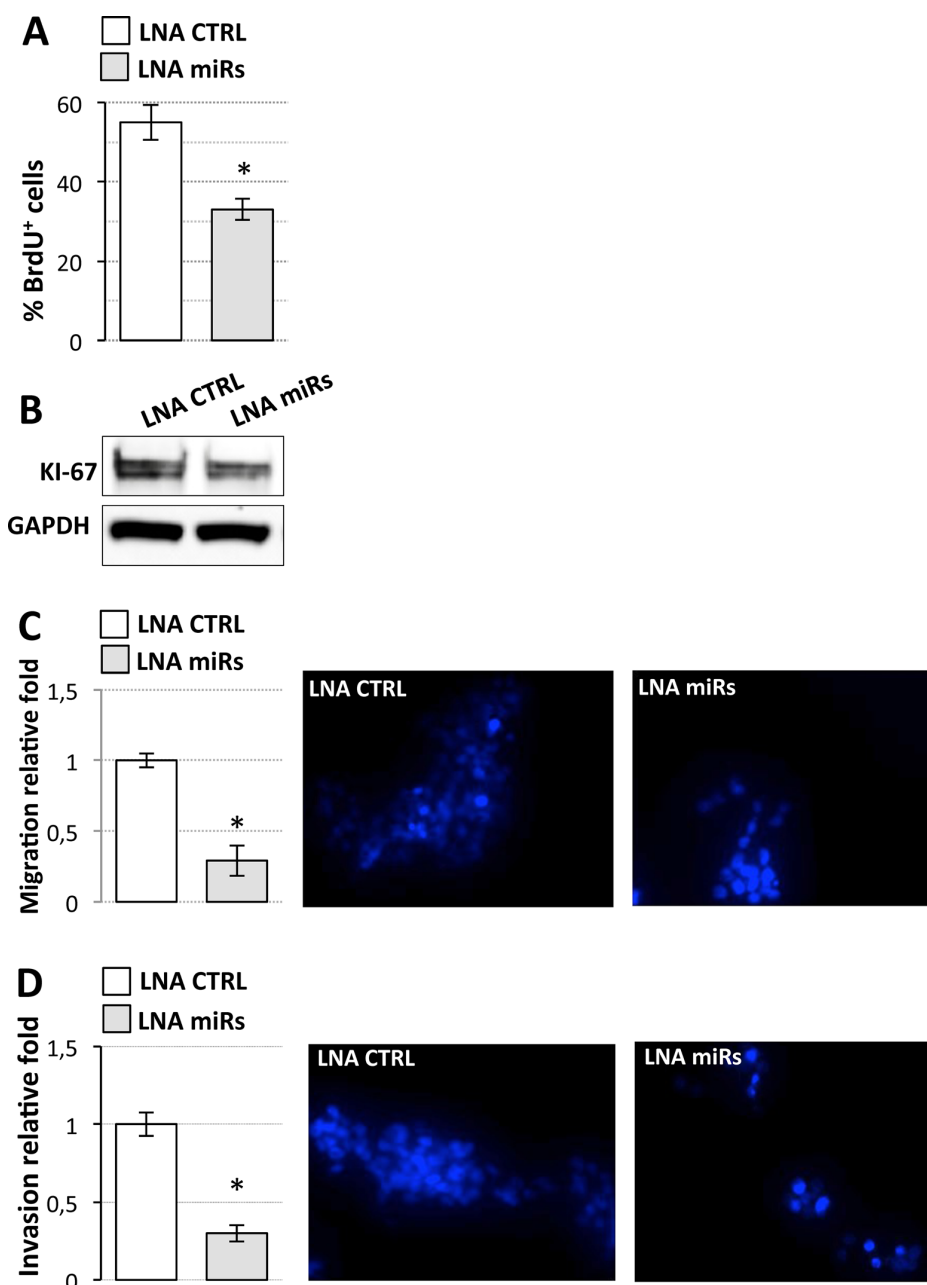 A
LNA CTRL
LNA miRs
% BrdU⁺ cells
60
40
20
0
*
B
LNA CTRL
LNA miRs
KI-67
GAPDH
C
LNA CTRL
LNA miRs
Migration relative fold
1,5
1
0,5
0
*
LNA CTRL
LNA miRs
D
LNA CTRL
LNA miRs
Invasion relative fold
1,5
1
0,5
0
*
LNA CTRL
LNA miRs